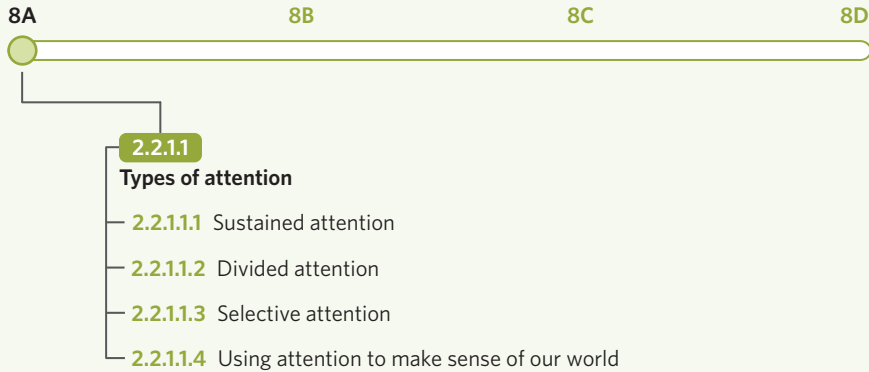 8A 8B 8C 8D
2.2.1.1
Types of attention
2.2.1.1.1 Sustained attention
2.2.1.1.2 Divided attention
2.2.1.1.3 Selective attention
2.2.1.1.4 Using attention to make sense of our world